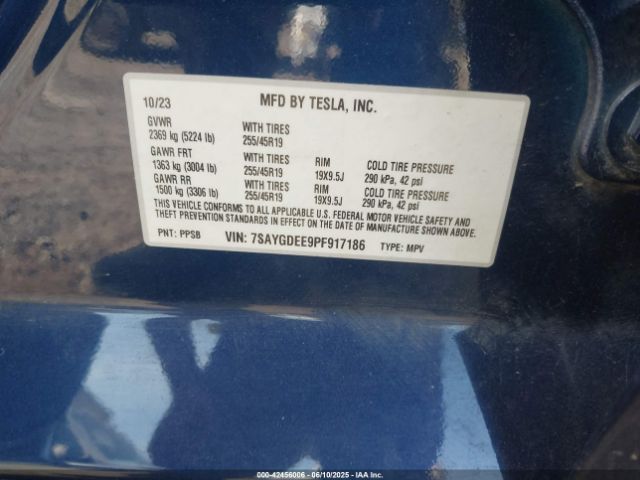 10/23 MFD BY TESLA, INC.
GVWR
2369 kg (5224 lb) WITH TIRES 255/45R19
GAWR FRT
1363 kg (3004 lb) WITH TIRES 255/45R19 RIM 19X9.5J COLD TIRE PRESSURE 290 kPa, 42 psi
GAWR RR
1500 kg (3306 lb) WITH TIRES 255/45R19 RIM 19X9.5J COLD TIRE PRESSURE 290 kPa, 42 psi
THIS VEHICLE CONFORMS TO ALL APPLICABLE U.S. FEDERAL MOTOR VEHICLE SAFETY AND
THEFT PREVENTION STANDARDS IN EFFECT ON THE DATE OF MANUFACTURE SHOWN ABOVE.
PNT: PPSB VIN: 7SAYGDEE9PF917186 TYPE: MPV
000-42456006 - 06/10/2025 - IAA Inc.